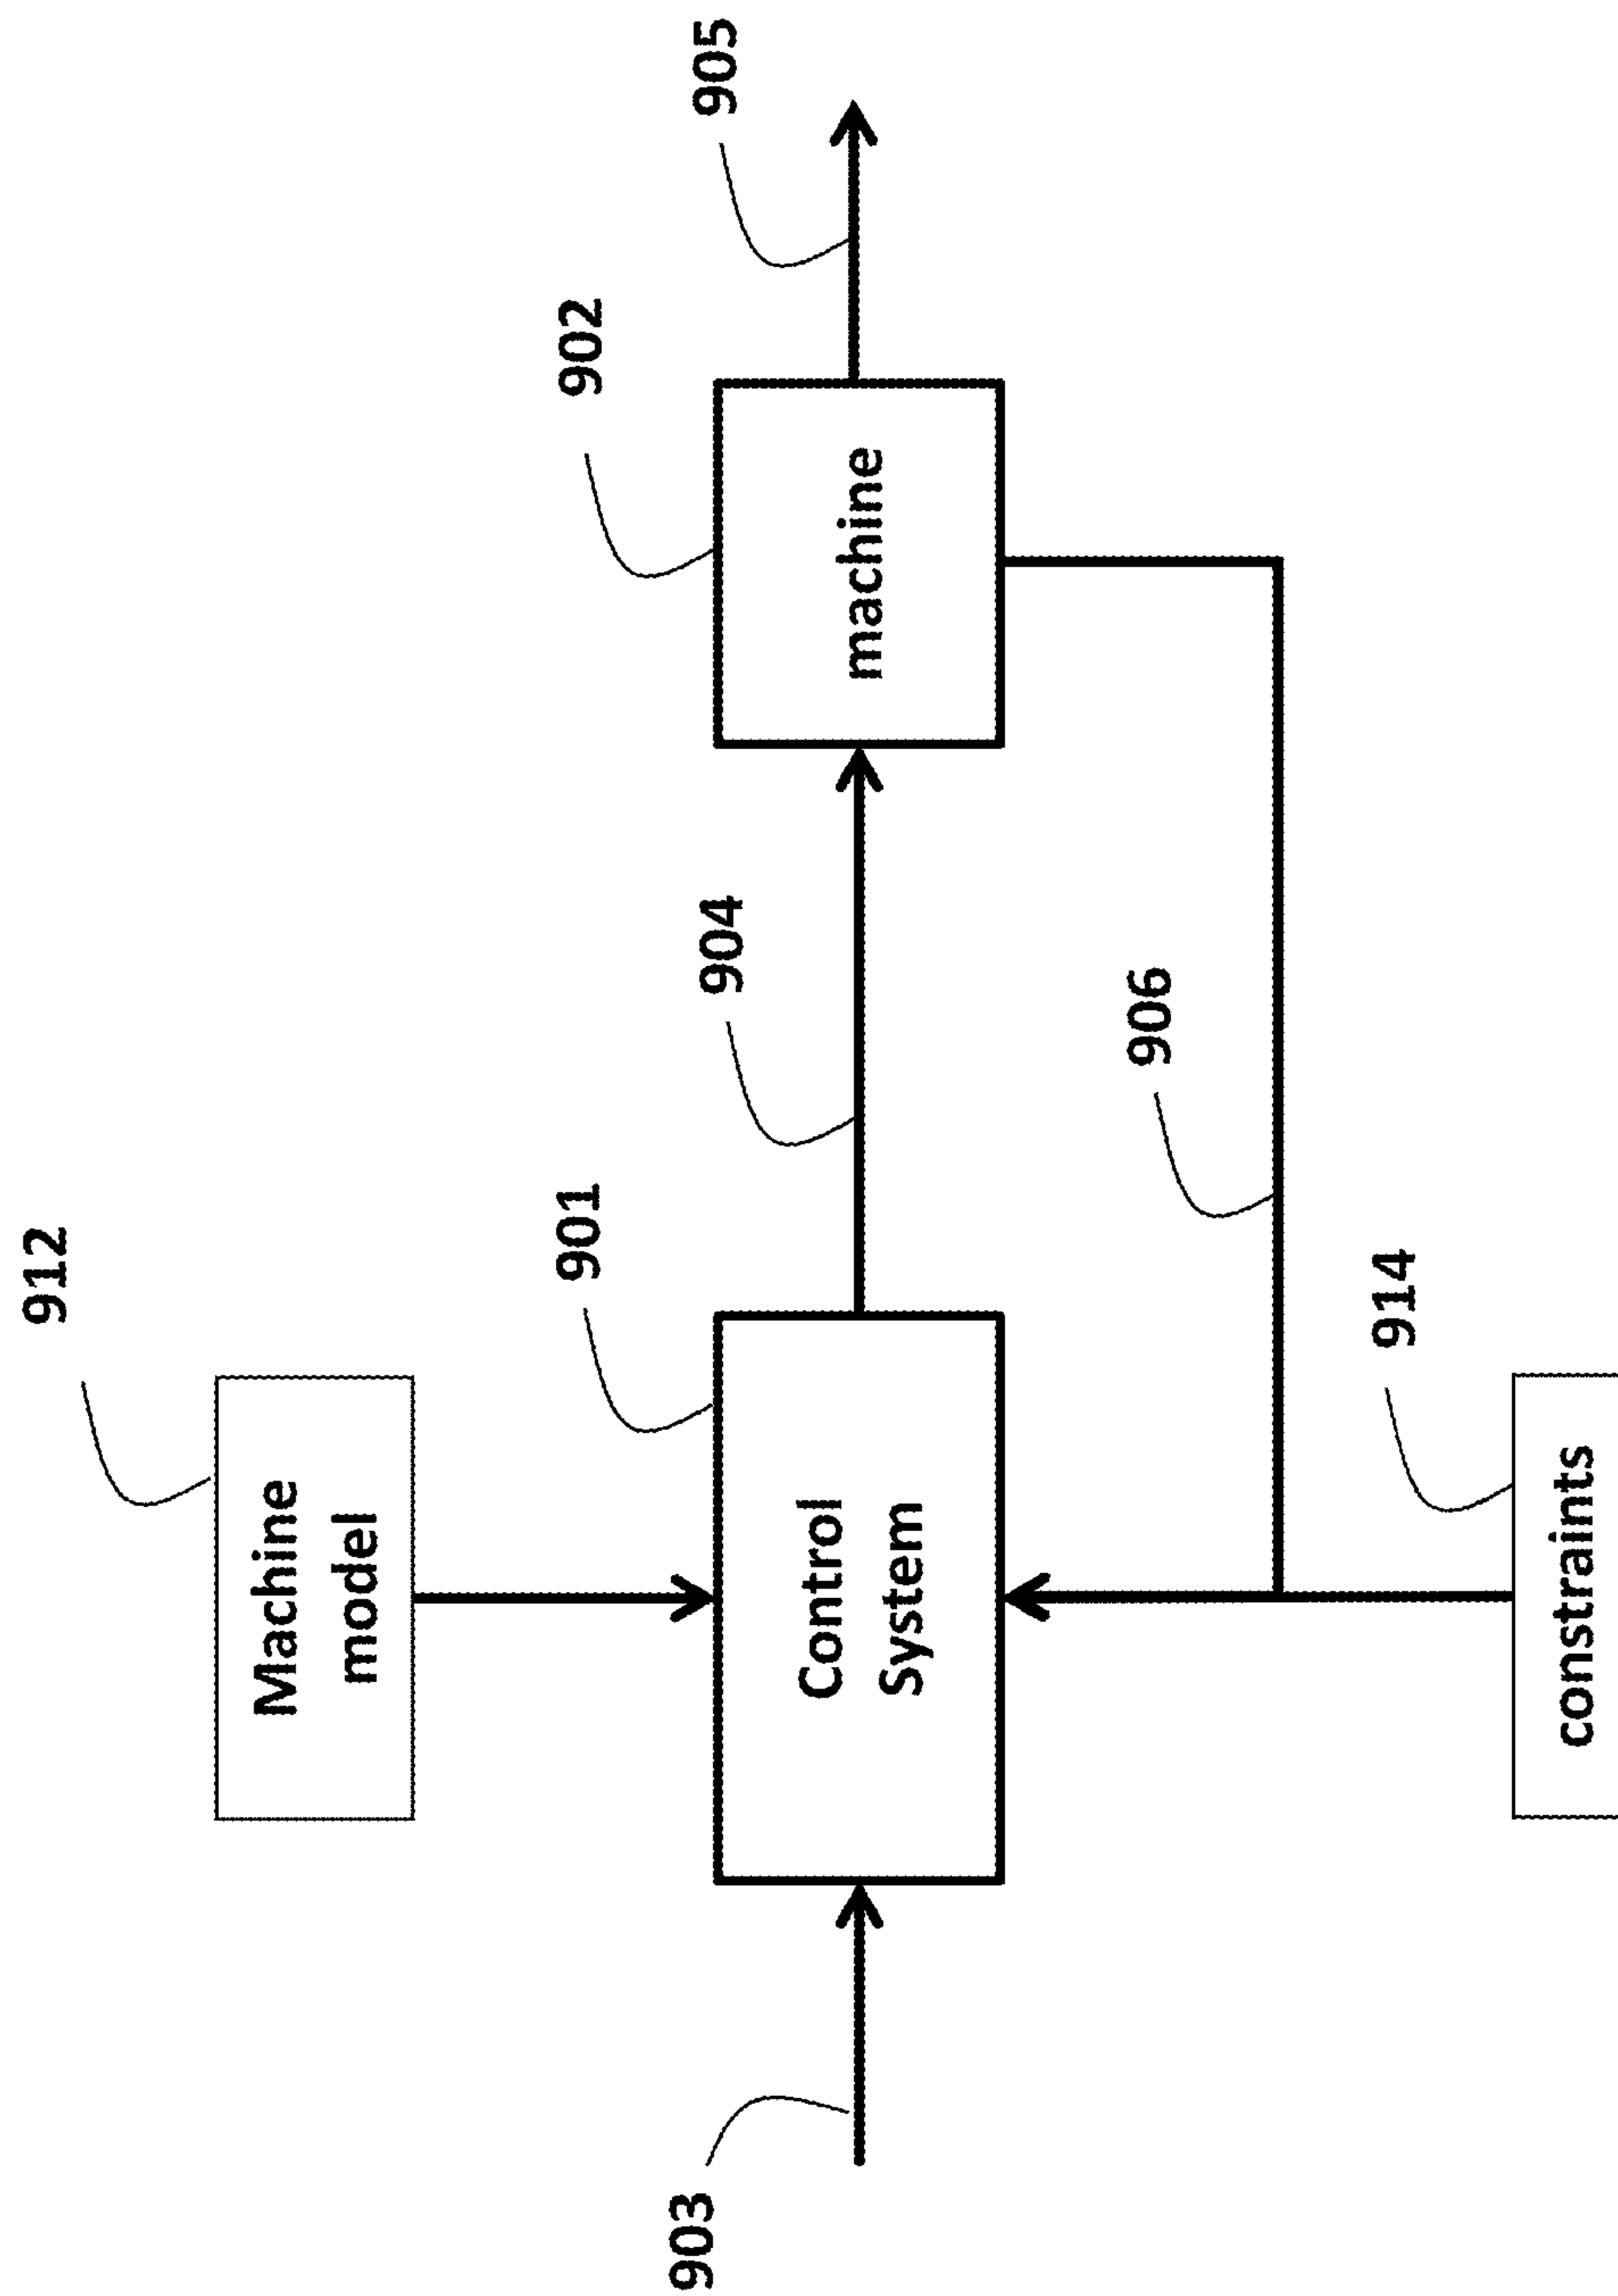 912
Machine
model
901
902
905
904
903
Control
System
machine
906
914
constraints